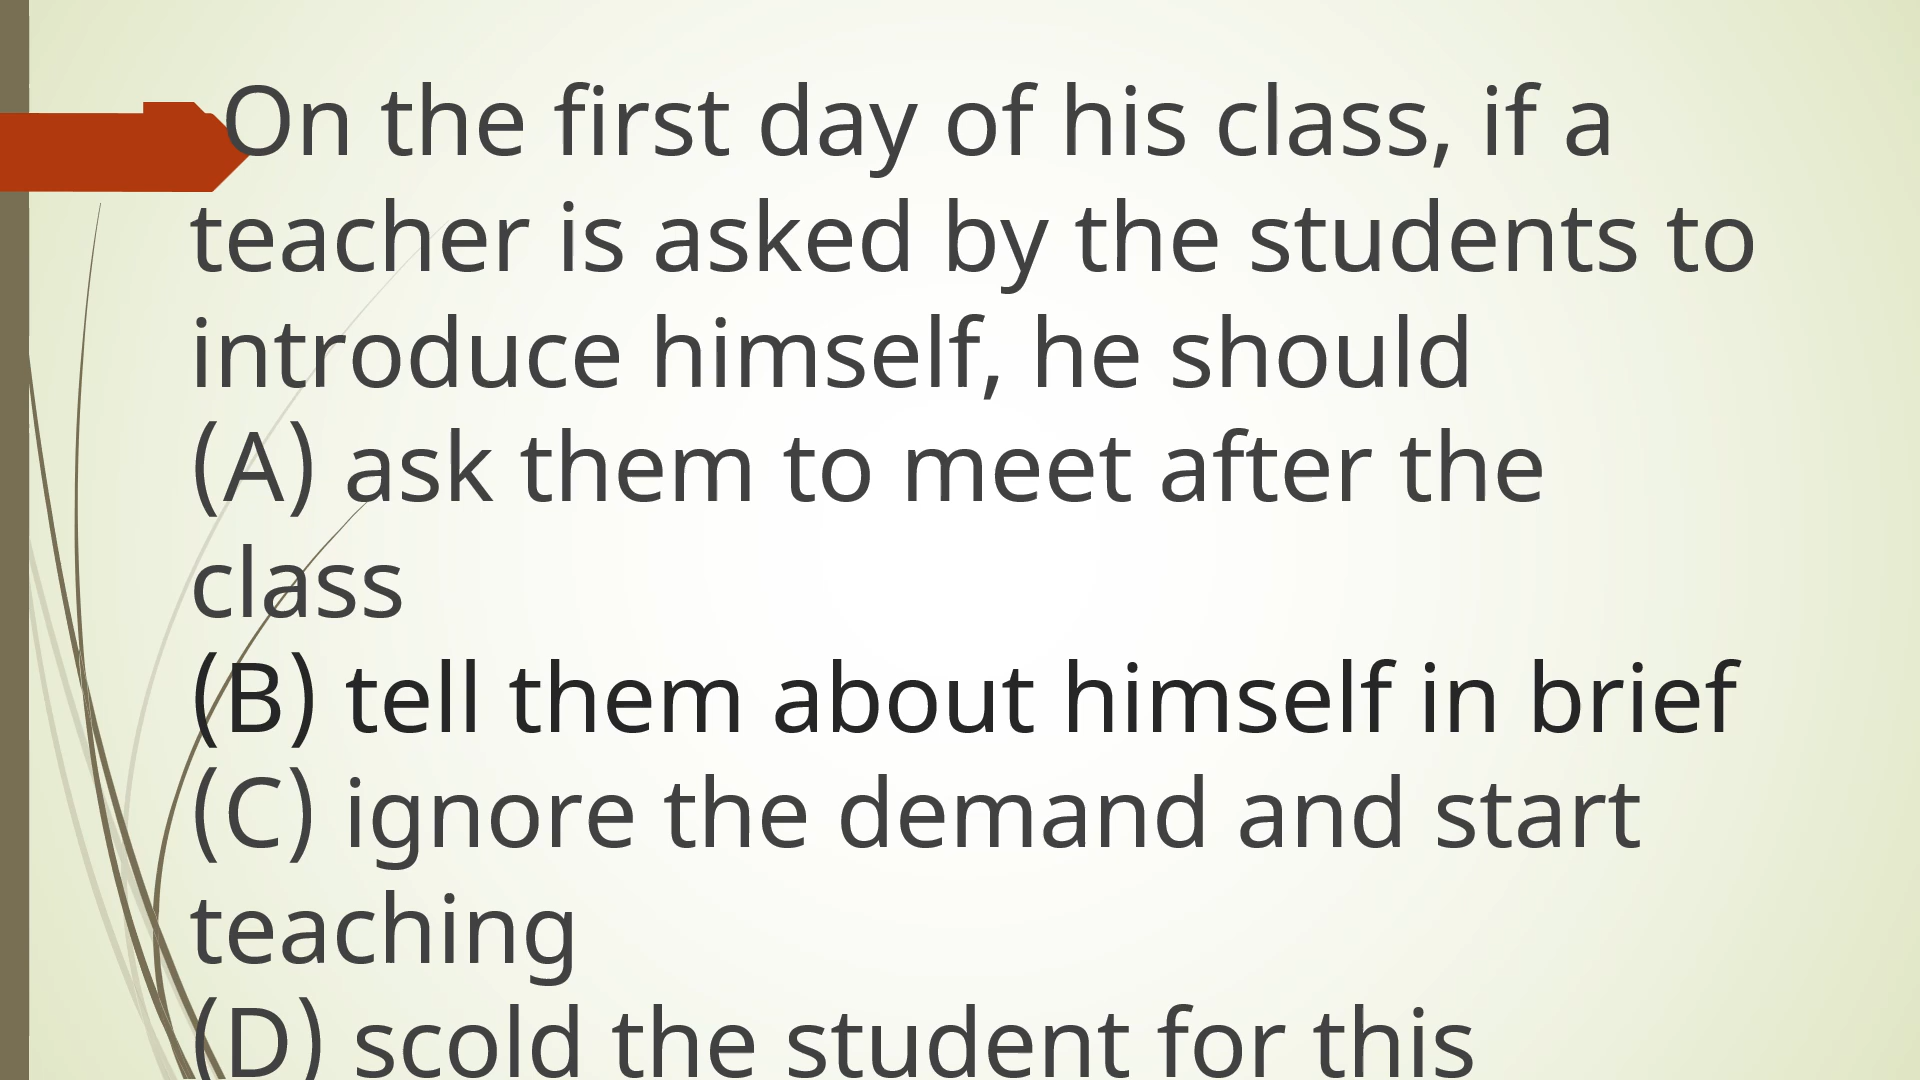 On the first day of his class, if a
teacher is asked by the students to
introduce himself, he should
(A) ask them to meet after the
class
(B) tell them about himself in brief
(C) ignore the demand and start
teaching
(D) scold the student for this